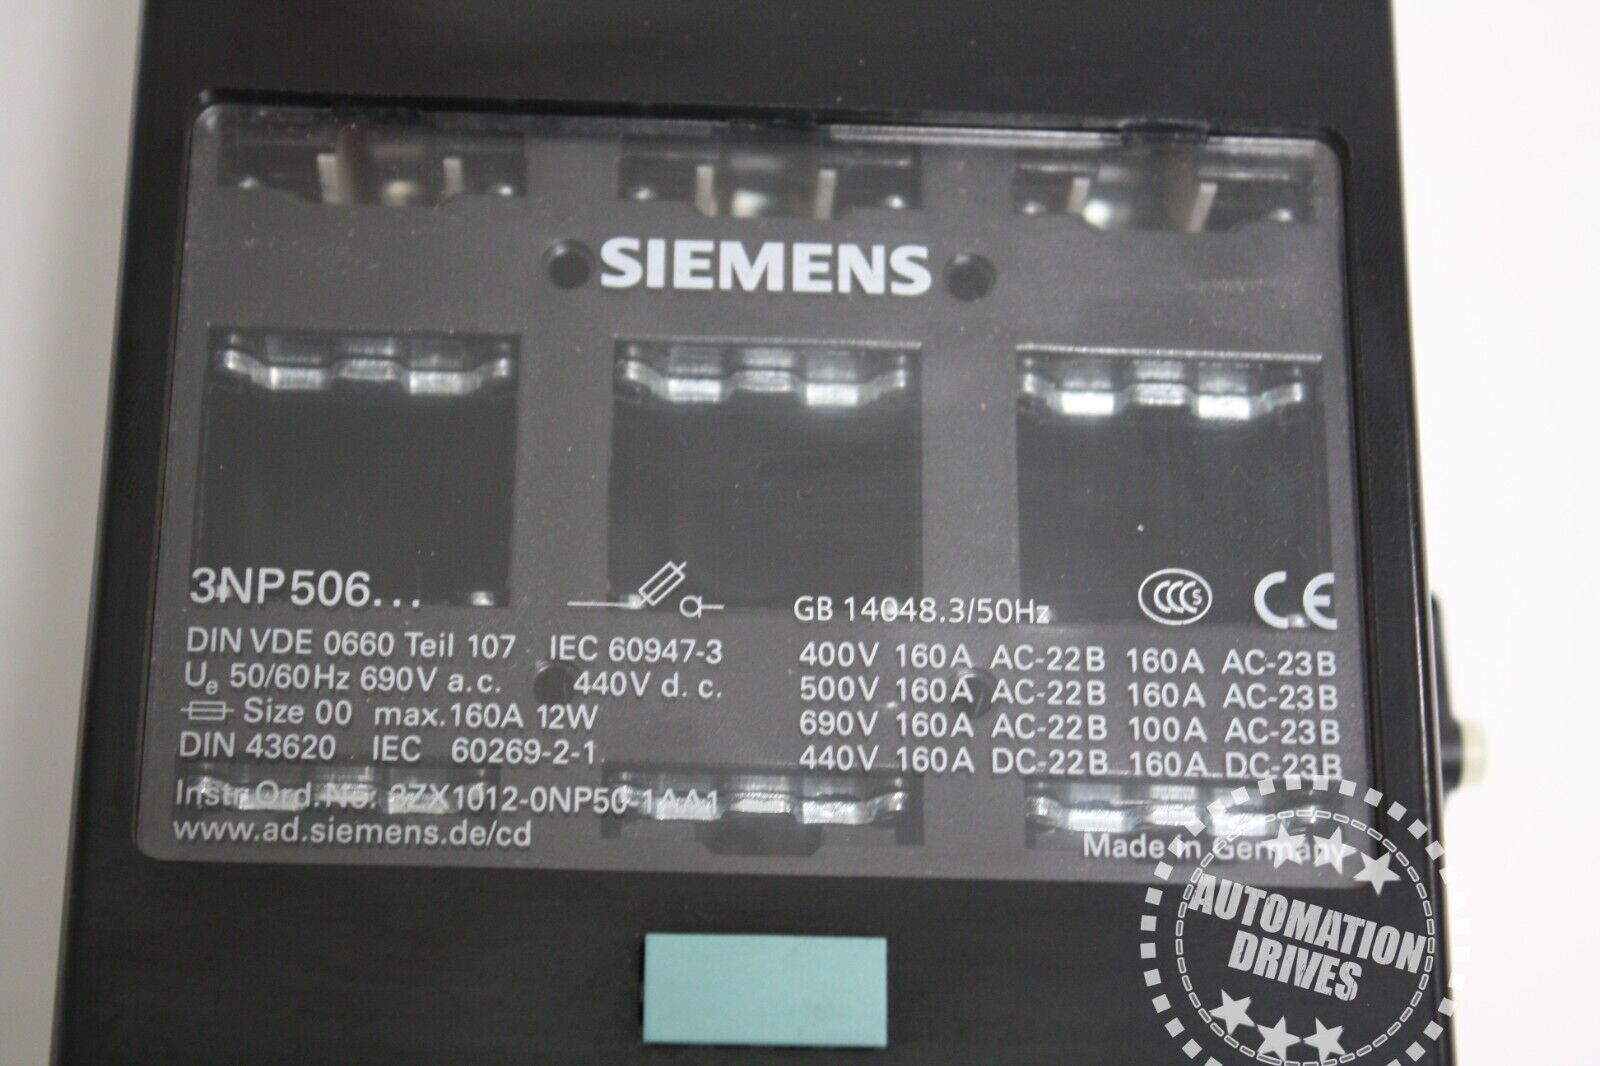 SIEMENS
3NP506...
DIN VDE 0660 Teil 107 IEC 60947-3
Ue 50/60Hz 690V a.c. 440V d.c.
Size 00 max.160A 12W
DIN 43620 IEC 60269-2-1
Instr.Ord.No. 3ZX1012-0NP50-1AA1
www.ad.siemens.de/cd
GB 14048.3/50Hz
CCC S CE
400V 160A AC-22B 160A AC-23B
500V 160A AC-22B 160A AC-23B
690V 160A AC-22B 100A AC-23B
440V 160A DC-22B 160A DC-23B
Made in Germany
AUTOMATION
DRIVES